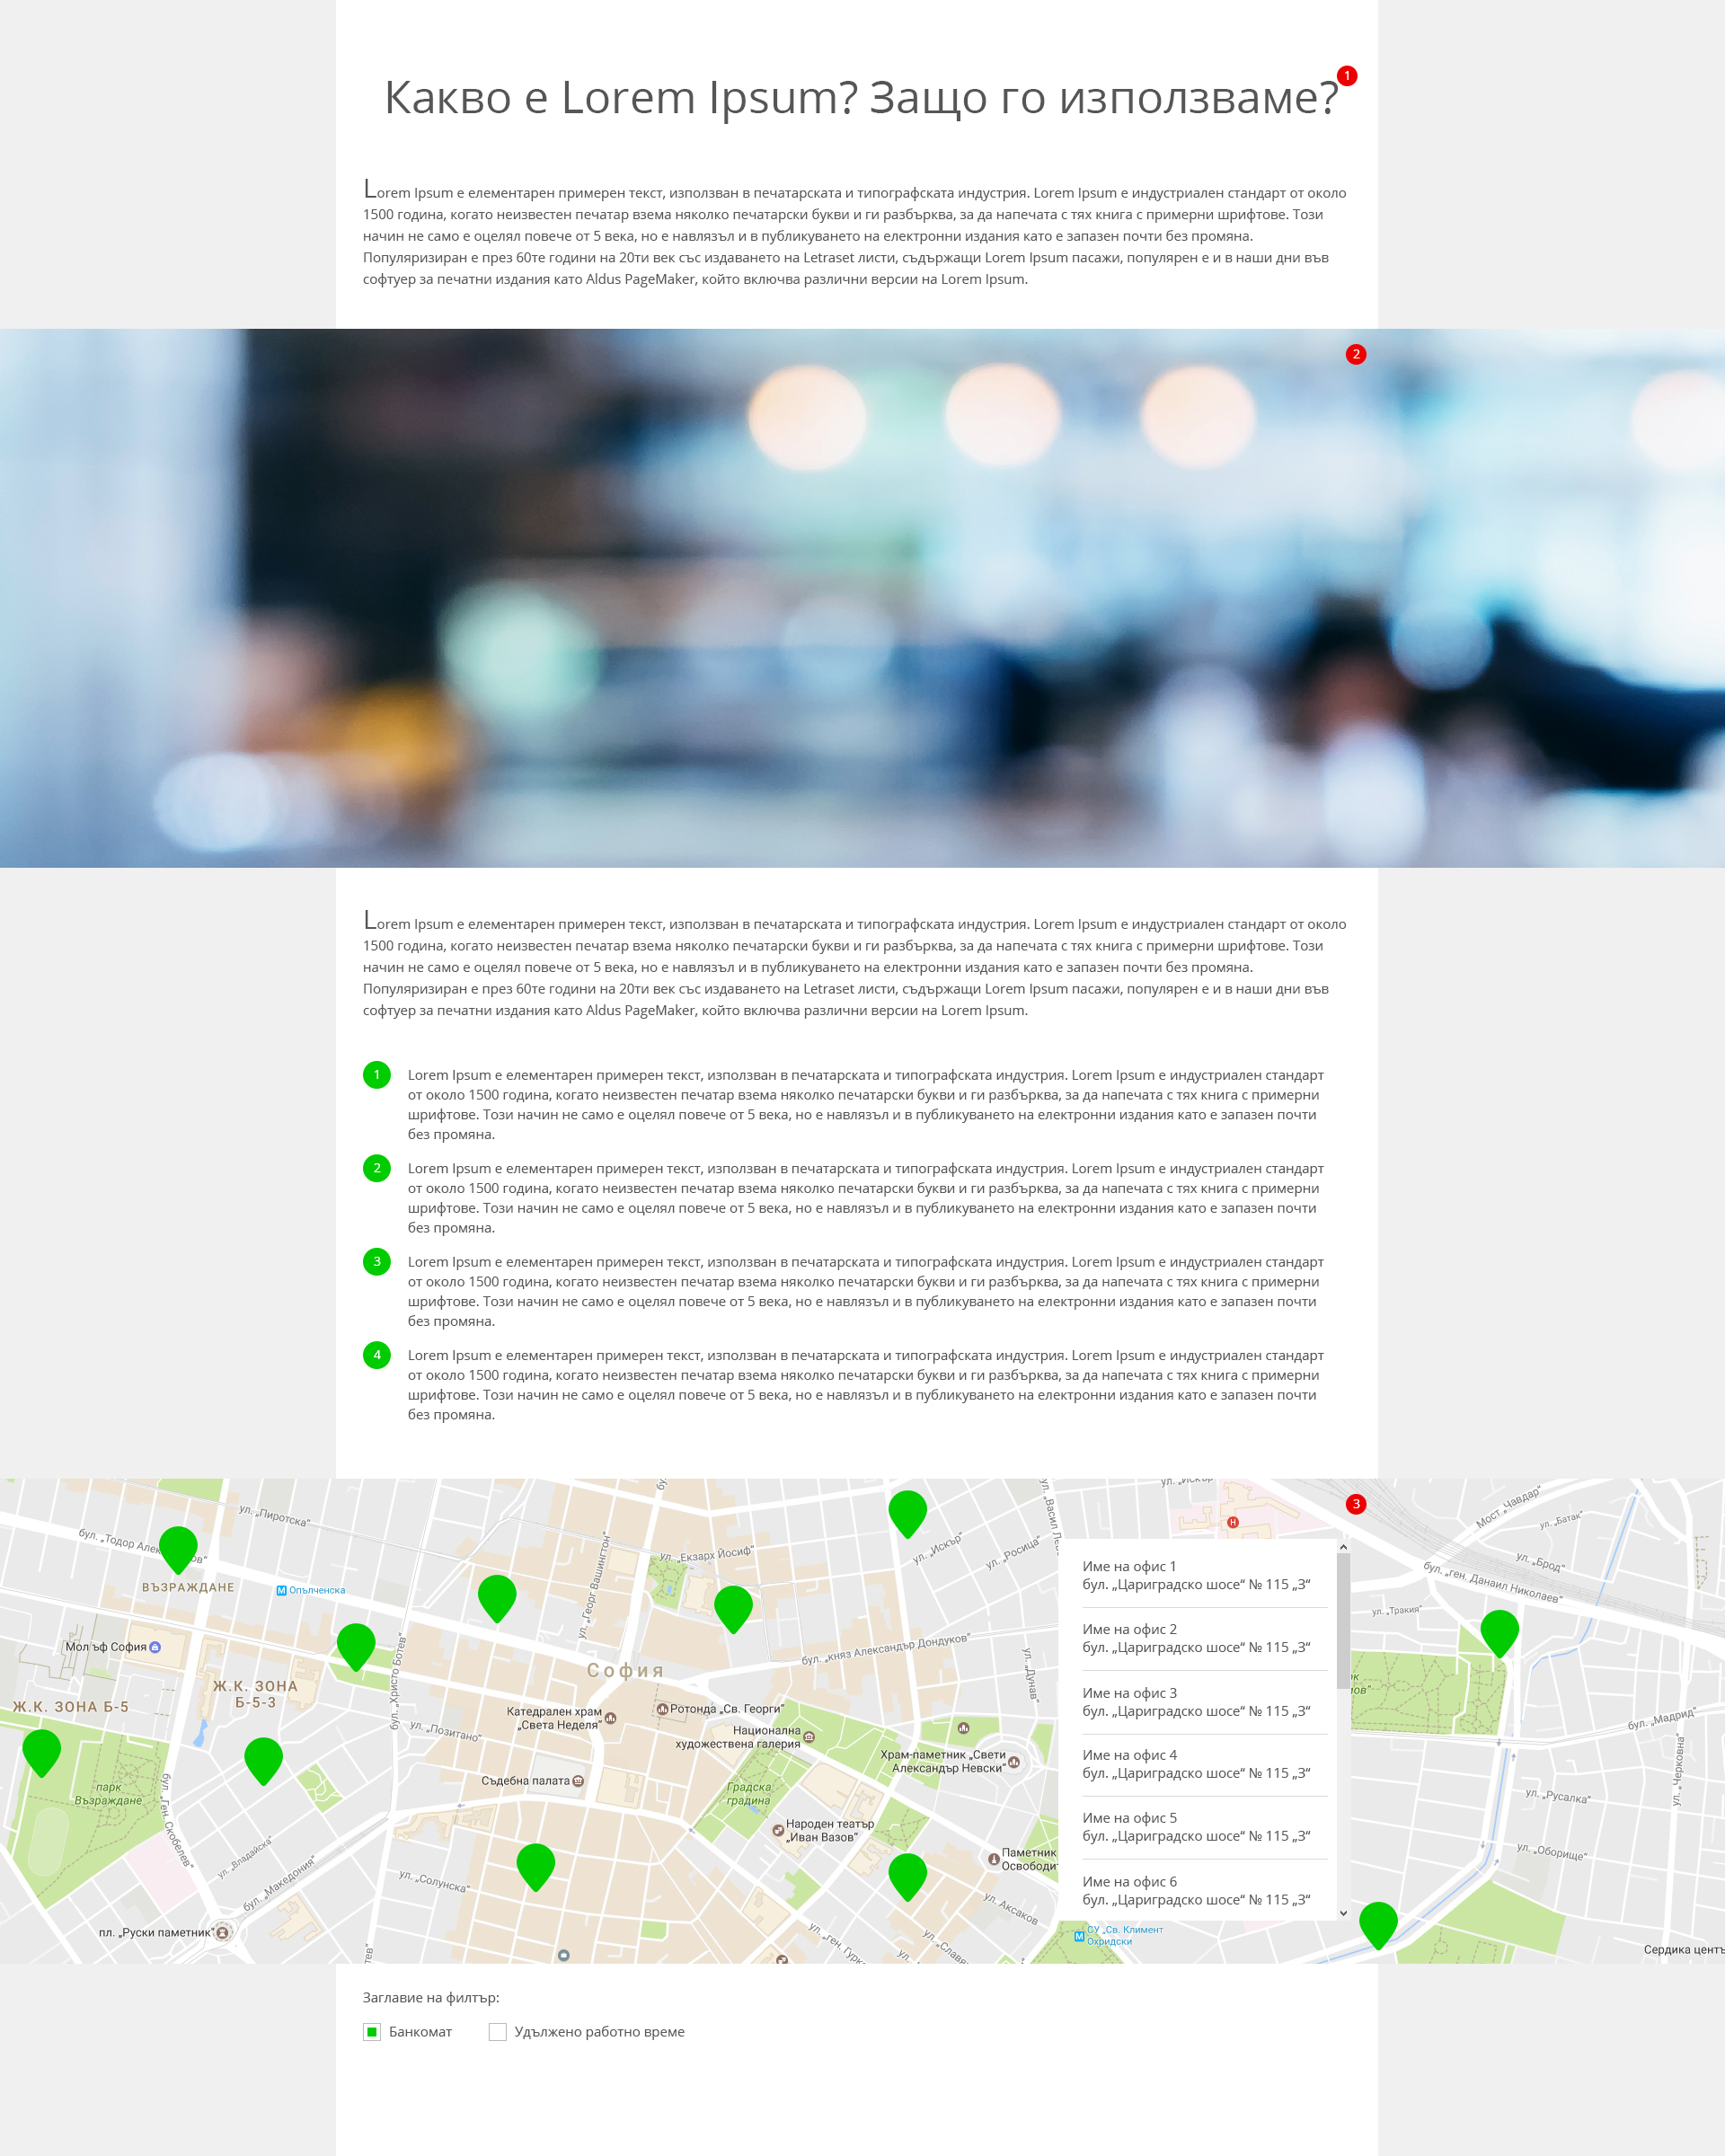 Какво е Lorem Ipsum? Защо го използваме?
1
Lorem Ipsum е елементарен примерен текст, използван в печатарската и типографската индустрия. Lorem Ipsum е индустриален стандарт от около
1500 година, когато неизвестен печатар взема няколко печатарски букви и ги разбърква, за да напечата с тях книга с примерни шрифтове. Този
начин не само е оцелял повече от 5 века, но е навлязъл и в публикуването на електронни издания като е запазен почти без промяна.
Популяризиран е през 60те години на 20ти век със издаването на Letraset листи, съдържащи Lorem Ipsum пасажи, популярен е и в наши дни във
софтуер за печатни издания като Aldus PageMaker, който включва различни версии на Lorem Ipsum.
2
Lorem Ipsum е елементарен примерен текст, използван в печатарската и типографската индустрия. Lorem Ipsum е индустриален стандарт от около
1500 година, когато неизвестен печатар взема няколко печатарски букви и ги разбърква, за да напечата с тях книга с примерни шрифтове. Този
начин не само е оцелял повече от 5 века, но е навлязъл и в публикуването на електронни издания като е запазен почти без промяна.
Популяризиран е през 60те години на 20ти век със издаването на Letraset листи, съдържащи Lorem Ipsum пасажи, популярен е и в наши дни във
софтуер за печатни издания като Aldus PageMaker, който включва различни версии на Lorem Ipsum.
1 Lorem Ipsum е елементарен примерен текст, използван в печатарската и типографската индустрия. Lorem Ipsum е индустриален стандарт
от около 1500 година, когато неизвестен печатар взема няколко печатарски букви и ги разбърква, за да напечата с тях книга с примерни
шрифтове. Този начин не само е оцелял повече от 5 века, но е навлязъл и в публикуването на електронни издания като е запазен почти
без промяна.
2 Lorem Ipsum е елементарен примерен текст, използван в печатарската и типографската индустрия. Lorem Ipsum е индустриален стандарт
от около 1500 година, когато неизвестен печатар взема няколко печатарски букви и ги разбърква, за да напечата с тях книга с примерни
шрифтове. Този начин не само е оцелял повече от 5 века, но е навлязъл и в публикуването на електронни издания като е запазен почти
без промяна.
3 Lorem Ipsum е елементарен примерен текст, използван в печатарската и типографската индустрия. Lorem Ipsum е индустриален стандарт
от около 1500 година, когато неизвестен печатар взема няколко печатарски букви и ги разбърква, за да напечата с тях книга с примерни
шрифтове. Този начин не само е оцелял повече от 5 века, но е навлязъл и в публикуването на електронни издания като е запазен почти
без промяна.
4 Lorem Ipsum е елементарен примерен текст, използван в печатарската и типографската индустрия. Lorem Ipsum е индустриален стандарт
от около 1500 година, когато неизвестен печатар взема няколко печатарски букви и ги разбърква, за да напечата с тях книга с примерни
шрифтове. Този начин не само е оцелял повече от 5 века, но е навлязъл и в публикуването на електронни издания като е запазен почти
без промяна.
3
ул. „Пиротска“
бул. „Тодор
ВЪЗРАЖДАНЕ
М Опълченска
Мол ъф София
Ж.К. ЗОНА Б-5
Ж.К. ЗОНА
Б-5-3
парк
Възраждане
бул. „Ген. Скобелев“
ул. „Владайска“
бул. „Македония“
пл. „Руски паметник“
бул. „Христо Ботев“
ул. „Позитано“
ул. „Солунска“
ул. „Георг Вашингтон“
ул. „Екзарх Йосиф“
София
Катедрален храм
„Света Неделя“
Ротонда „Св. Георги“
Национална
художествена галерия
Съдебна палата
Градска
градина
Народен театър
„Иван Вазов“
бул. „княз Александър Дондуков“
ул. „Искър“
ул. „Росица“
ул. „Дунав“
Храм-паметник „Свети
Александър Невски“
Паметник
ул. „Аксаков
М СУ „Св. Климент
Охридски
H
Име на офис 1
бул. „Цариградско шосе“ № 115 „З“
Име на офис 2
бул. „Цариградско шосе“ № 115 „З“
Име на офис 3
бул. „Цариградско шосе“ № 115 „З“
Име на офис 4
бул. „Цариградско шосе“ № 115 „З“
Име на офис 5
бул. „Цариградско шосе“ № 115 „З“
Име на офис 6
бул. „Цариградско шосе“ № 115 „З“
Мост „Чавдар“
ул. „Батак“
ул. „Брод“
бул. „ген. Данаил Николаев“
ул. „Тракия“
бул. „Мадрид“
ул. „Черковна“
ул. „Русалка“
ул. „Оборище“
Сердика
Заглавие на филтър:
Банкомат Удължено работно време